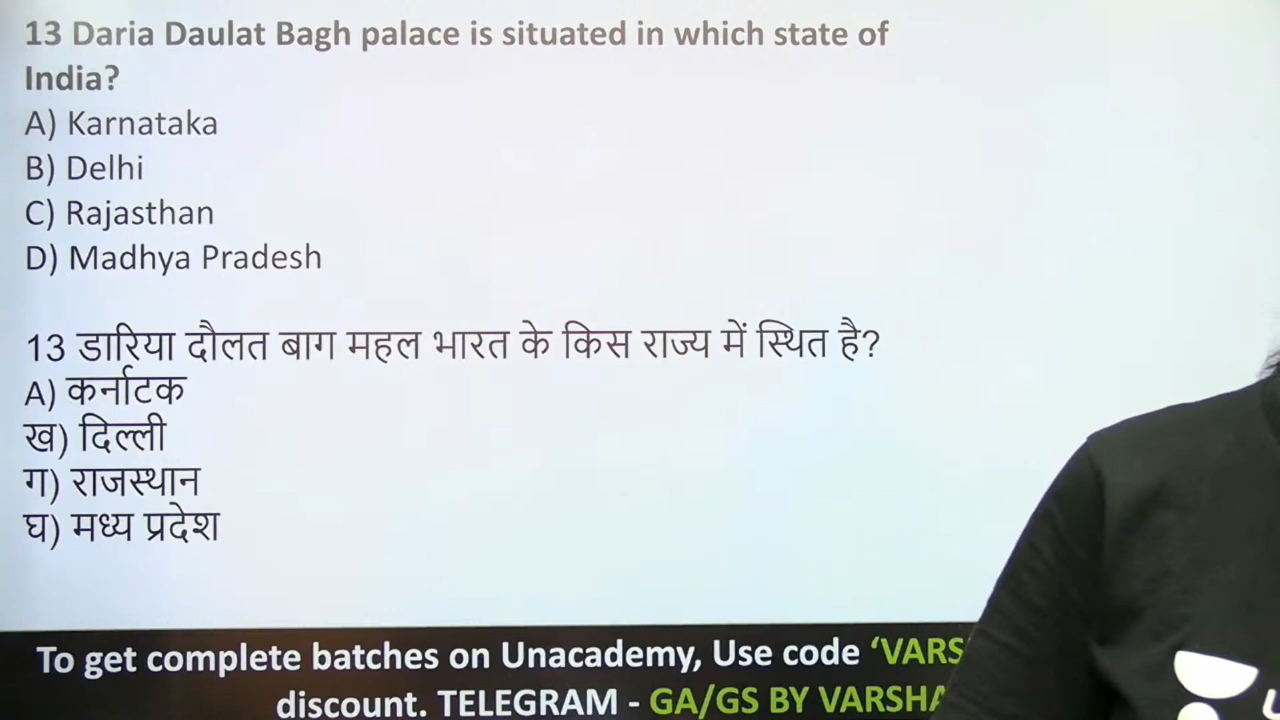 13 Daria Daulat Bagh palace is situated in which state of
India?
A) Karnataka
B) Delhi
C) Rajasthan
D) Madhya Pradesh
13 डारिया दौलत बाग महल भारत के किस राज्य में स्थित है?
A) कर्नाटक
ख) दिल्ली
ग) राजस्थान
घ) मध्य प्रदेश
To get complete batches on Unacademy, Use code ‘VARS
discount. TELEGRAM - GA/GS BY VARSHA